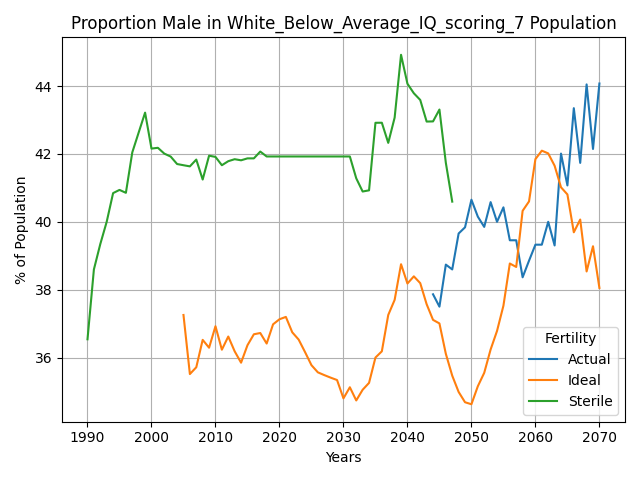 Proportion Male in White_Below_Average_IQ_scoring_7 Population
% of Population
44
42
40
38
36
1990 2000 2010 2020 2030 2040 2050 2060 2070
Years
Fertility
Actual
Ideal
Sterile